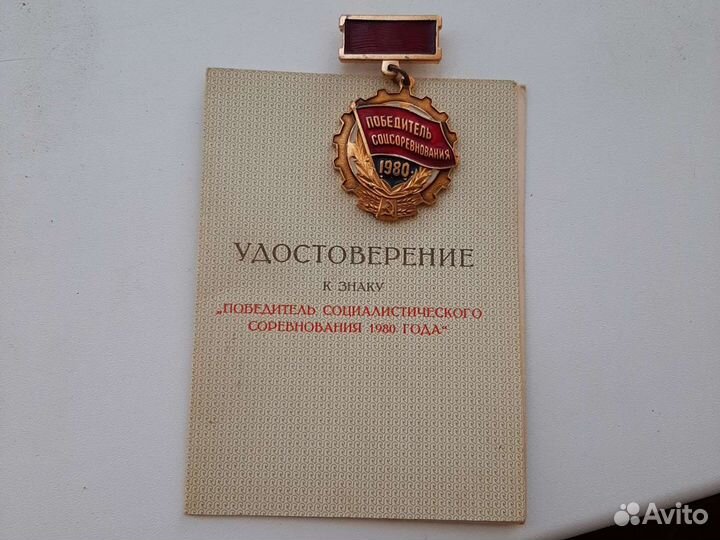 ПОБЕДИТЕЛЬ
СОЦСОРЕВНОВАНИЯ
1980
УДОСТОВЕРЕНИЕ
К ЗНАКУ
„ПОБЕДИТЕЛЬ СОЦИАЛИСТИЧЕСКОГО
СОРЕВНОВАНИЯ 1980 ГОДА“
Avito